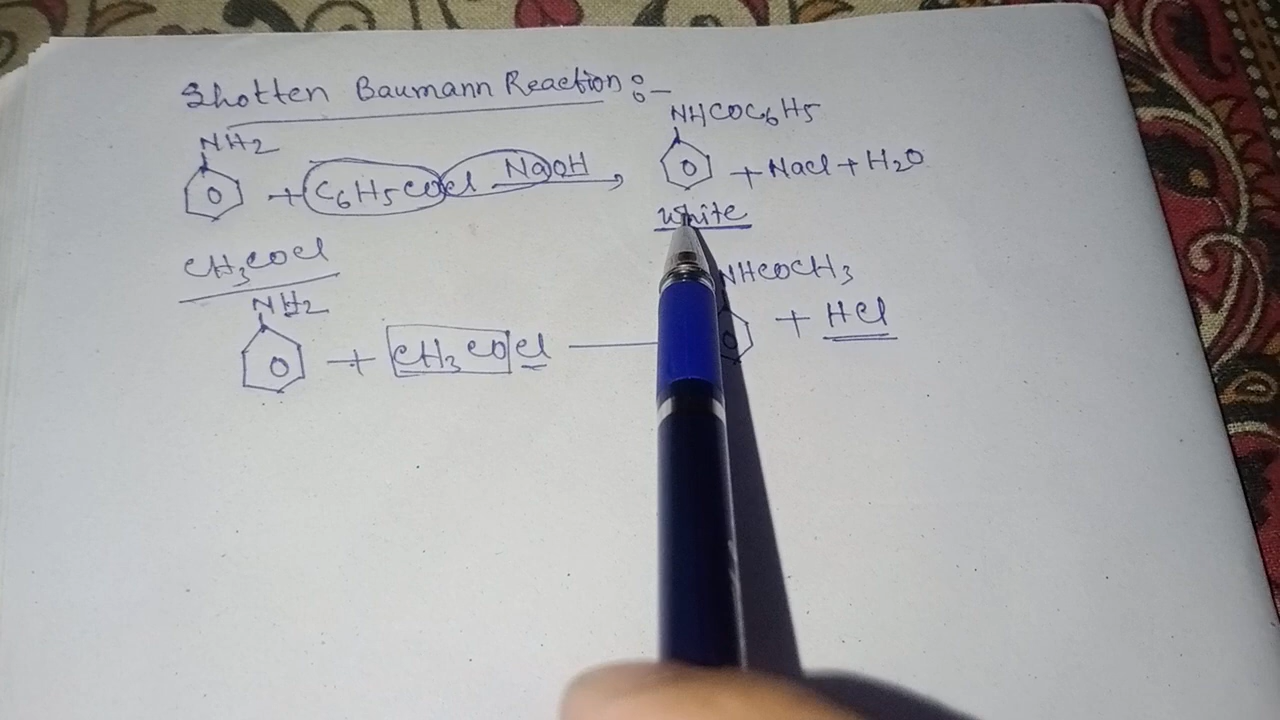 Shotten Baumann Reaction :-
NH2 NHCOC6H5
+ C6H5COCl NaOH + NaCl + H2O
White
CH3COCl
NH2 NHCOCH3
+ CH3COCl + HCl